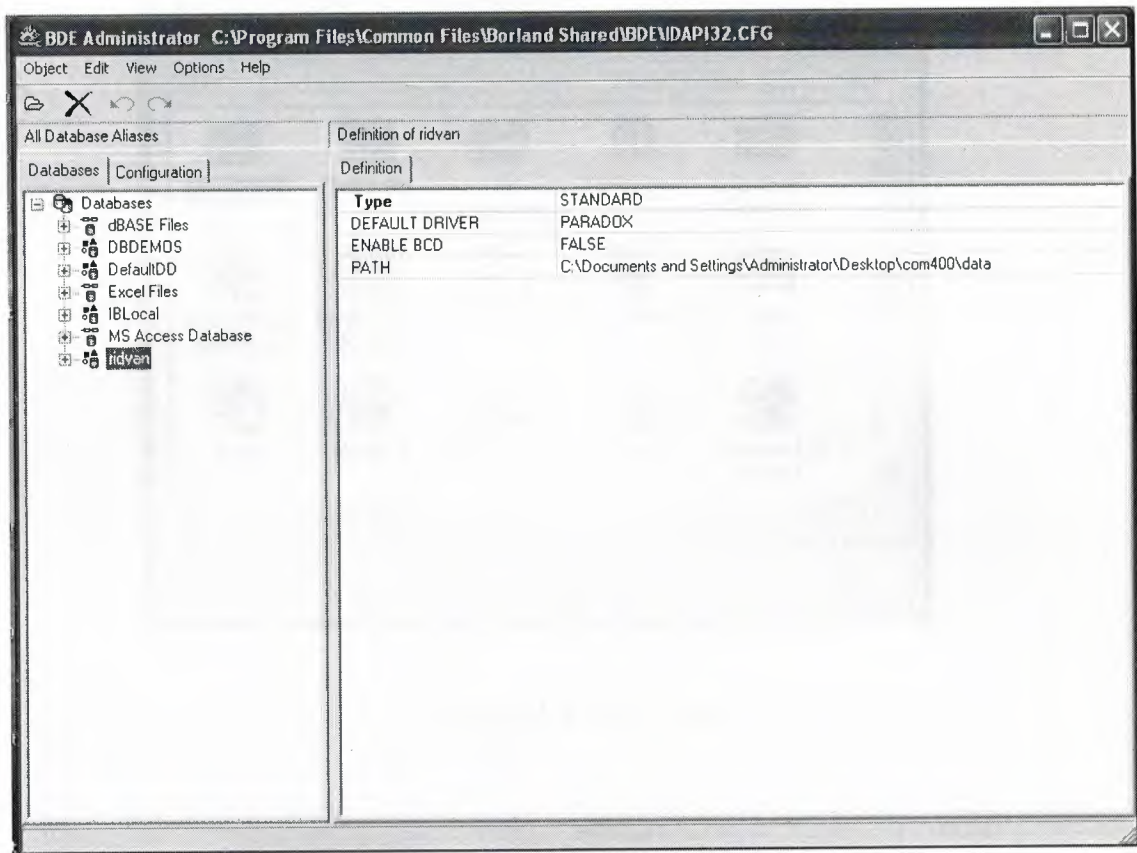 BDE Administrator C:\Program Files\Common Files\Borland Shared\BDE\IDAPI32.CFG
Object Edit View Options Help
All Database Aliases
Definition of ridvan
Databases Configuration
Definition
Databases
dBASE Files
DBDEMOS
DefaultDD
Excel Files
IBLocal
MS Access Database
ridvan
Type STANDARD
DEFAULT DRIVER PARADOX
ENABLE BCD FALSE
PATH C:\Documents and Settings\Administrator\Desktop\com400\data